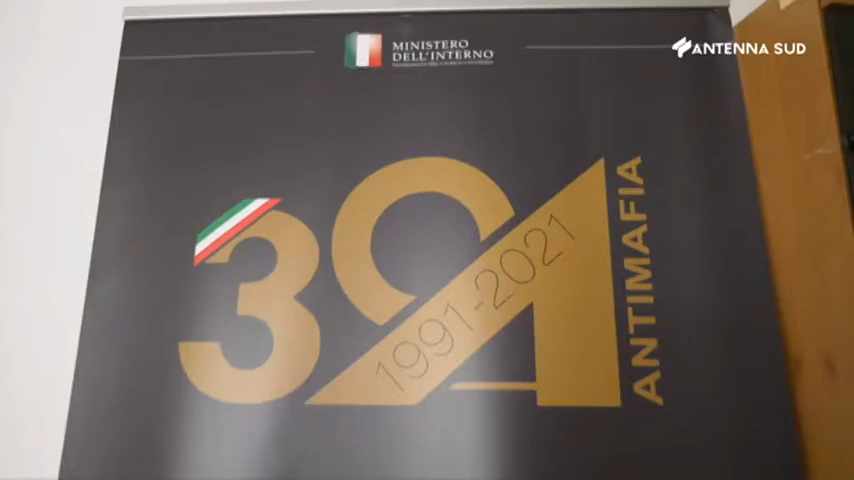 MINISTERO
DELL'INTERNO
ANTENNA SUD
30
1991-2021
ANTIMAFIA